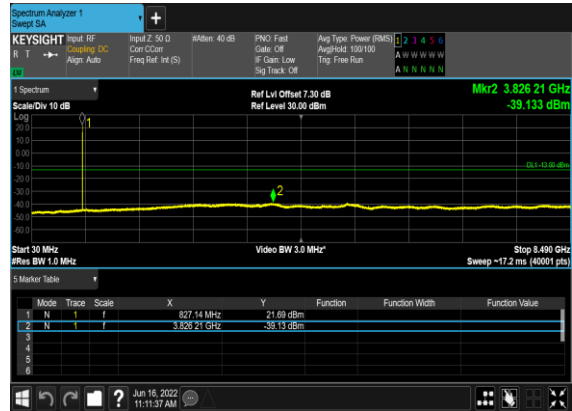 Spectrum Analyzer 1
Swept SA
KEYSIGHT
R T
Input: RF
Coupling: DC
Align: Auto
Input Z: 50 Ω
Corr CCorr
Freq Ref: Int (S)
#Atten: 40 dB
PNO: Fast
Gate: Off
IF Gain: Low
Sig Track: Off
Avg Type: Power (RMS)
Avg|Hold: 100/100
Trig: Free Run
1 2 3 4 5 6
A W W W W W
A N N N N N
1 Spectrum
Scale/Div 10 dB
Log
Ref Lvl Offset 7.30 dB
Ref Level 30.00 dBm
Mkr2 3.826 21 GHz
-39.133 dBm
20.0
10.0
0.00
-10.0
-20.0
-30.0
-40.0
-50.0
-60.0
1
2
DL1 -13.00 dBm
Start 30 MHz
#Res BW 1.0 MHz
Video BW 3.0 MHz*
Stop 8.490 GHz
Sweep ~17.2 ms (40001 pts)
5 Marker Table
Mode Trace Scale X Y Function Function Width Function Value
1 N 1 f 827.14 MHz 21.69 dBm
2 N 1 f 3.826 21 GHz -39.13 dBm
3
4
5
6
?
Jun 16, 2022
11:11:37 AM